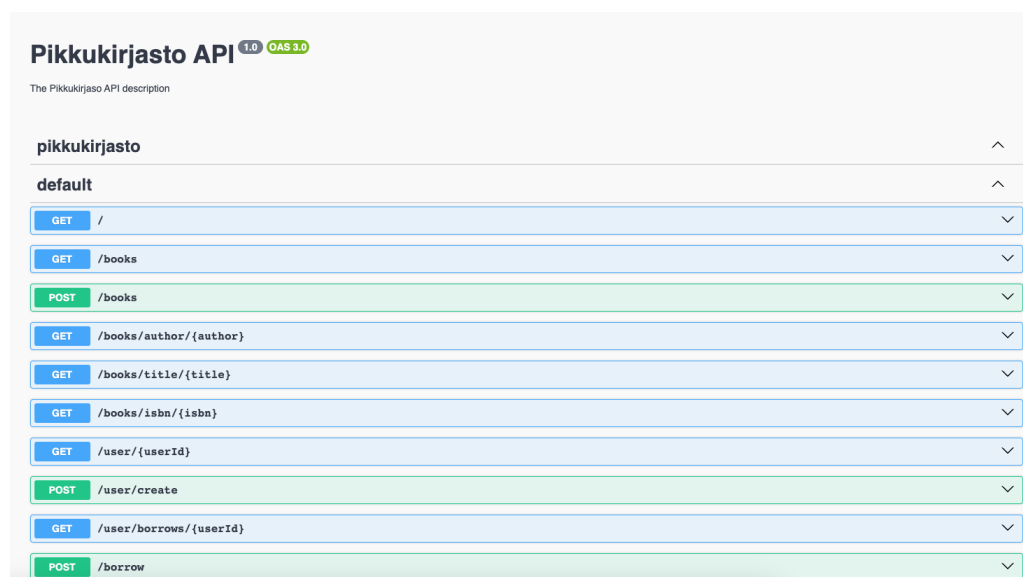 Pikkukirjasto API 1.0 OAS 3.0
The Pikkukirjaso API description
pikkukirjasto
default
GET /
GET /books
POST /books
GET /books/author/{author}
GET /books/title/{title}
GET /books/isbn/{isbn}
GET /user/{userId}
POST /user/create
GET /user/borrows/{userId}
POST /borrow